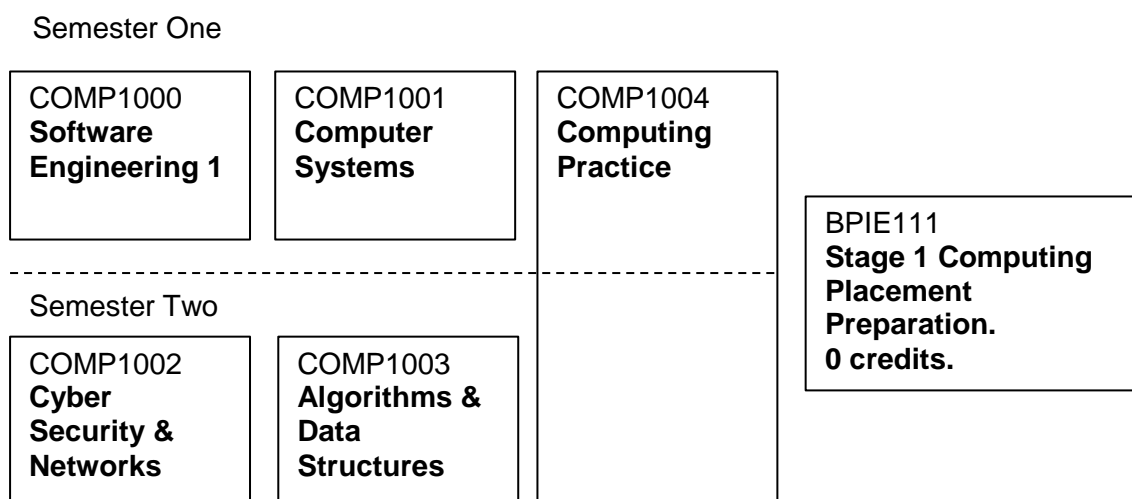 Semester One
COMP1000
Software
Engineering 1
COMP1001
Computer
Systems
COMP1004
Computing
Practice
BPIE111
Stage 1 Computing
Placement
Preparation.
0 credits.
Semester Two
COMP1002
Cyber
Security &
Networks
COMP1003
Algorithms &
Data
Structures